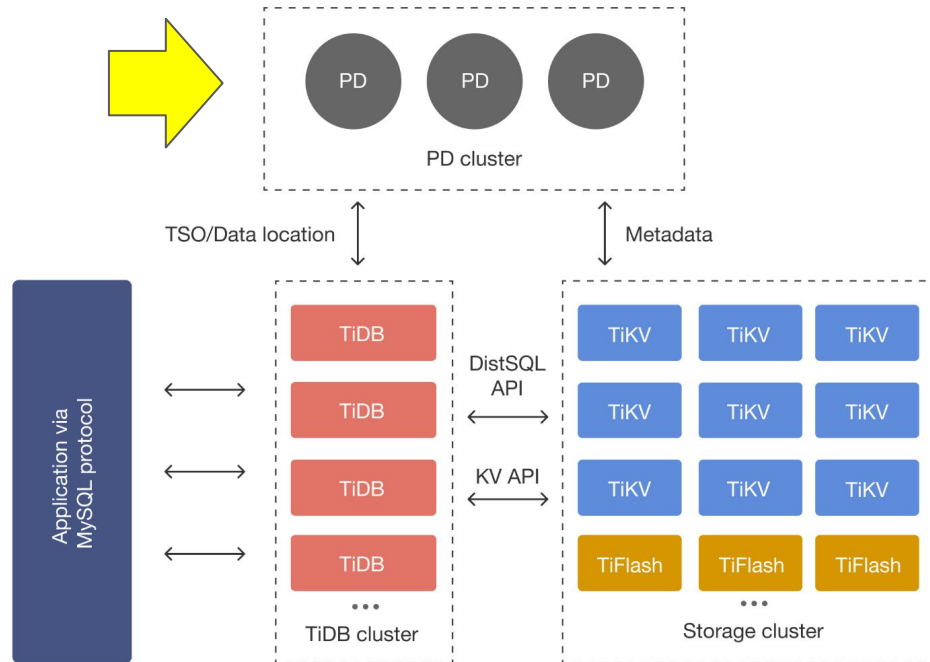 PD PD PD
PD cluster
TSO/Data location
Metadata
Application via
MySQL protocol
TiDB
TiDB
TiDB
TiDB
...
TiDB cluster
DistSQL
API
KV API
TiKV TiKV TiKV
TiKV TiKV TiKV
TiKV TiKV TiKV
TiFlash TiFlash TiFlash
...
Storage cluster